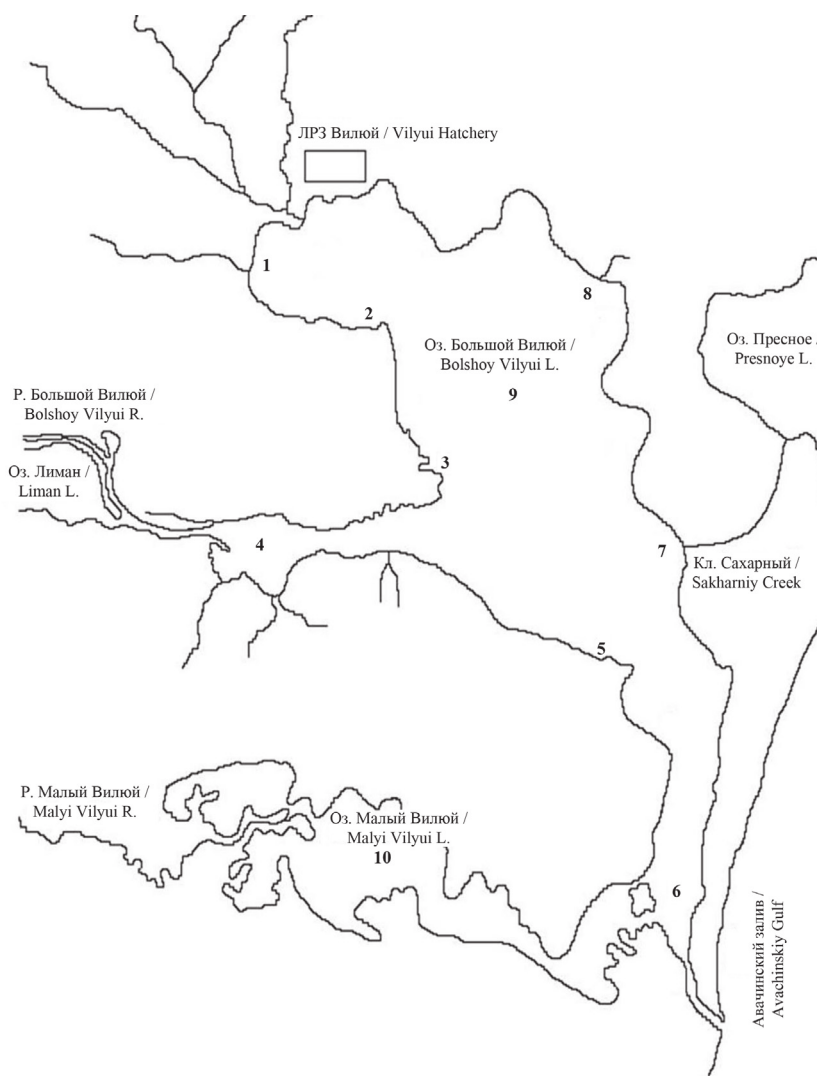 ЛРЗ Вилюй / Vilyui Hatchery
1
2
8
Оз. Большой Вилюй /
Bolshoy Vilyui L.
9
Оз. Пресное /
Presnoye L.
Р. Большой Вилюй /
Bolshoy Vilyui R.
Оз. Лиман /
Liman L.
3
4
7
Кл. Сахарный /
Sakharniy Creek
5
Р. Малый Вилюй /
Malyi Vilyui R.
Оз. Малый Вилюй /
Malyi Vilyui L.
10
6
Авачинский залив /
Avachinskiy Gulf